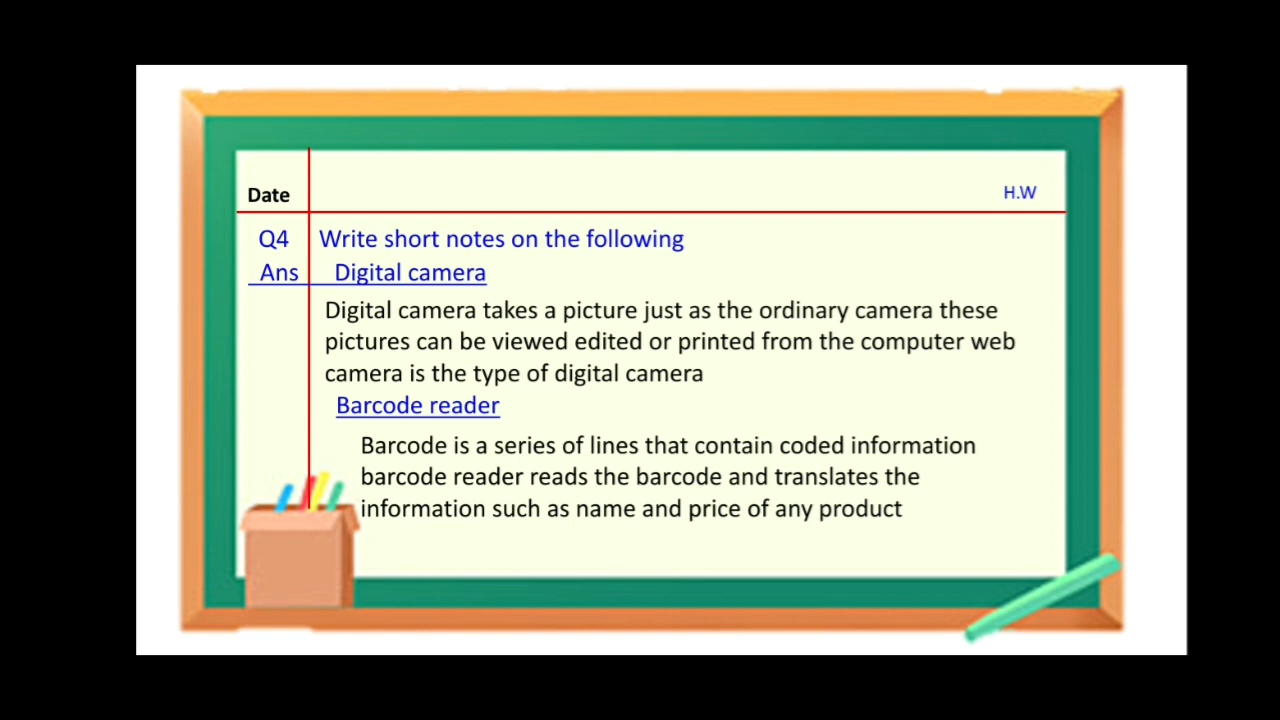 Date
H.W
Q4 Write short notes on the following
Ans Digital camera
Digital camera takes a picture just as the ordinary camera these
pictures can be viewed edited or printed from the computer web
camera is the type of digital camera
Barcode reader
Barcode is a series of lines that contain coded information
barcode reader reads the barcode and translates the
information such as name and price of any product